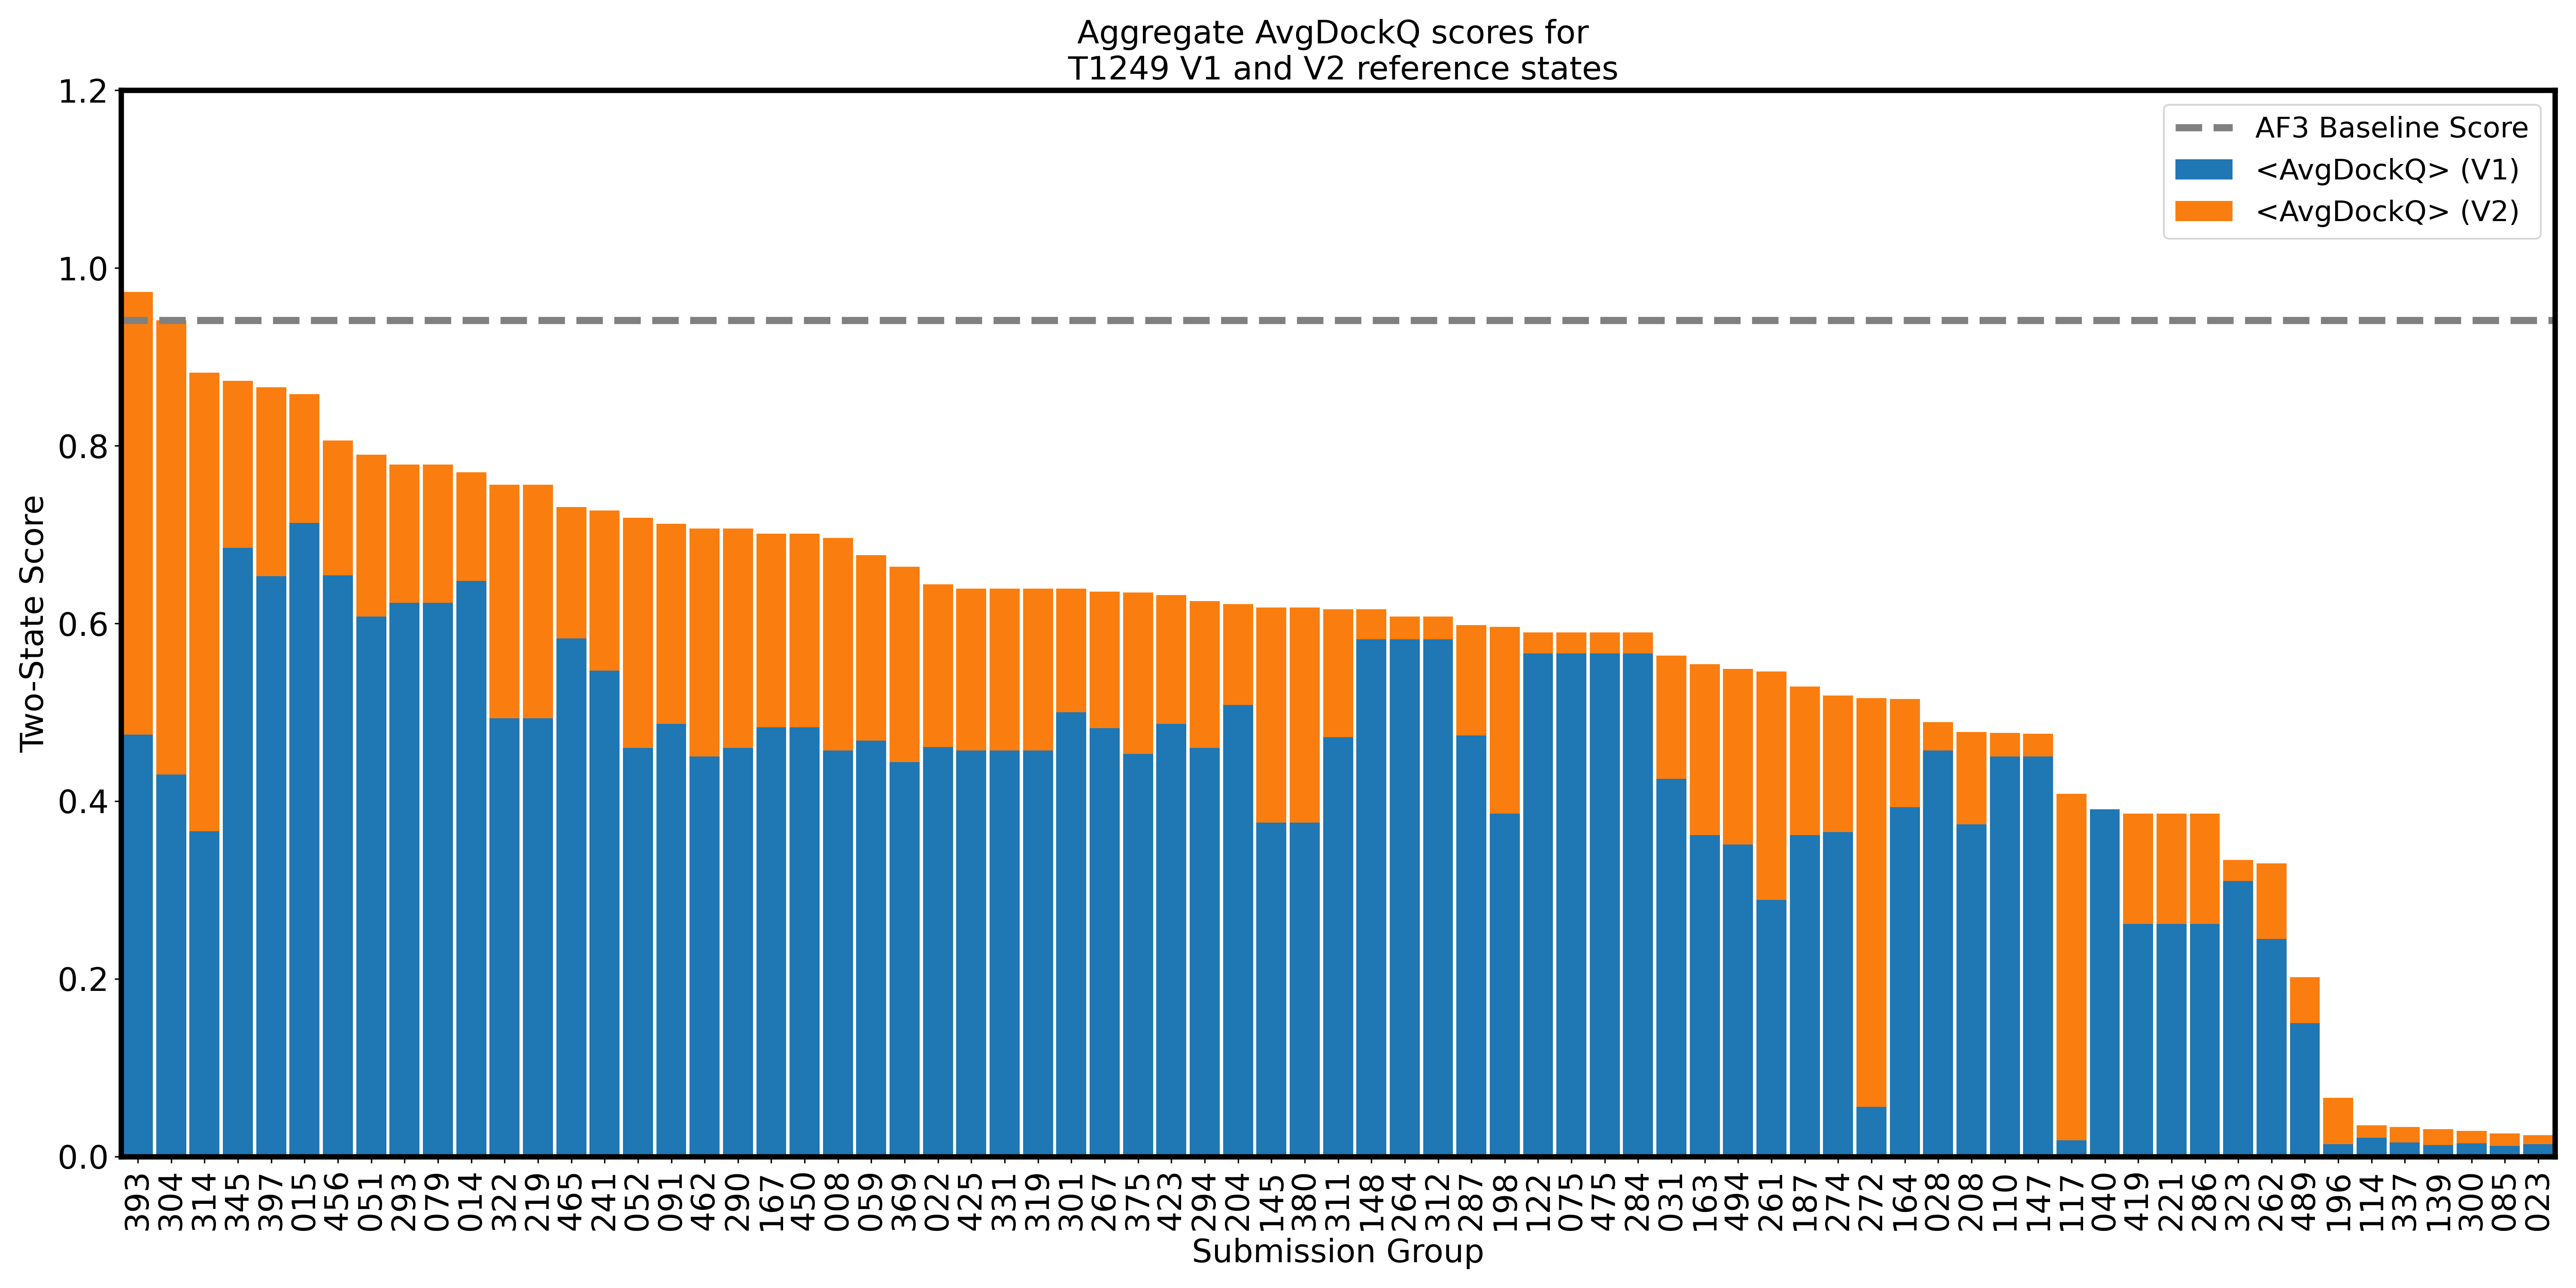 Aggregate AvgDockQ scores for
T1249 V1 and V2 reference states
AF3 Baseline Score
<AvgDockQ> (V1)
<AvgDockQ> (V2)
Two-State Score
1.2
1.0
0.8
0.6
0.4
0.2
0.0
393 304 314 345 397 015 456 051 293 079 014 322 219 465 241 052 091 462 290 167 450 008 059 369 022 425 331 319 301 267 375 423 294 204 145 380 311 148 264 312 287 198 122 075 475 284 031 163 494 261 187 274 272 164 028 208 110 147 117 040 419 221 286 323 262 489 196 114 337 139 300 085 023
Submission Group